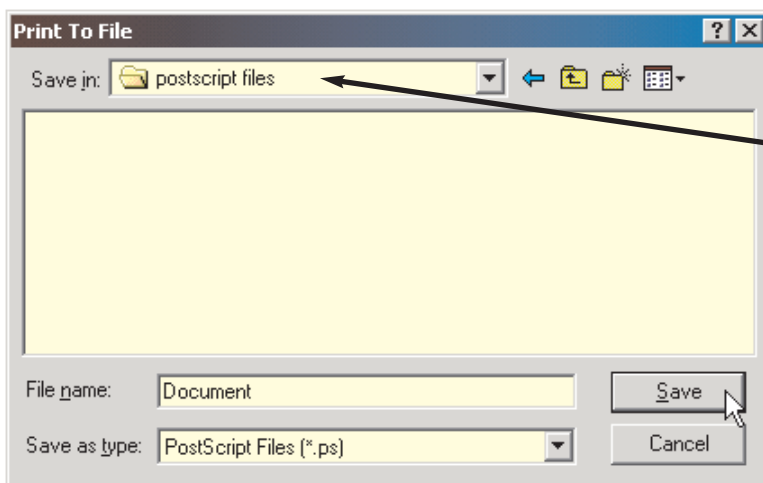 Print To File
Save in: postscript files
File name: Document
Save
Save as type: PostScript Files (*.ps)
Cancel